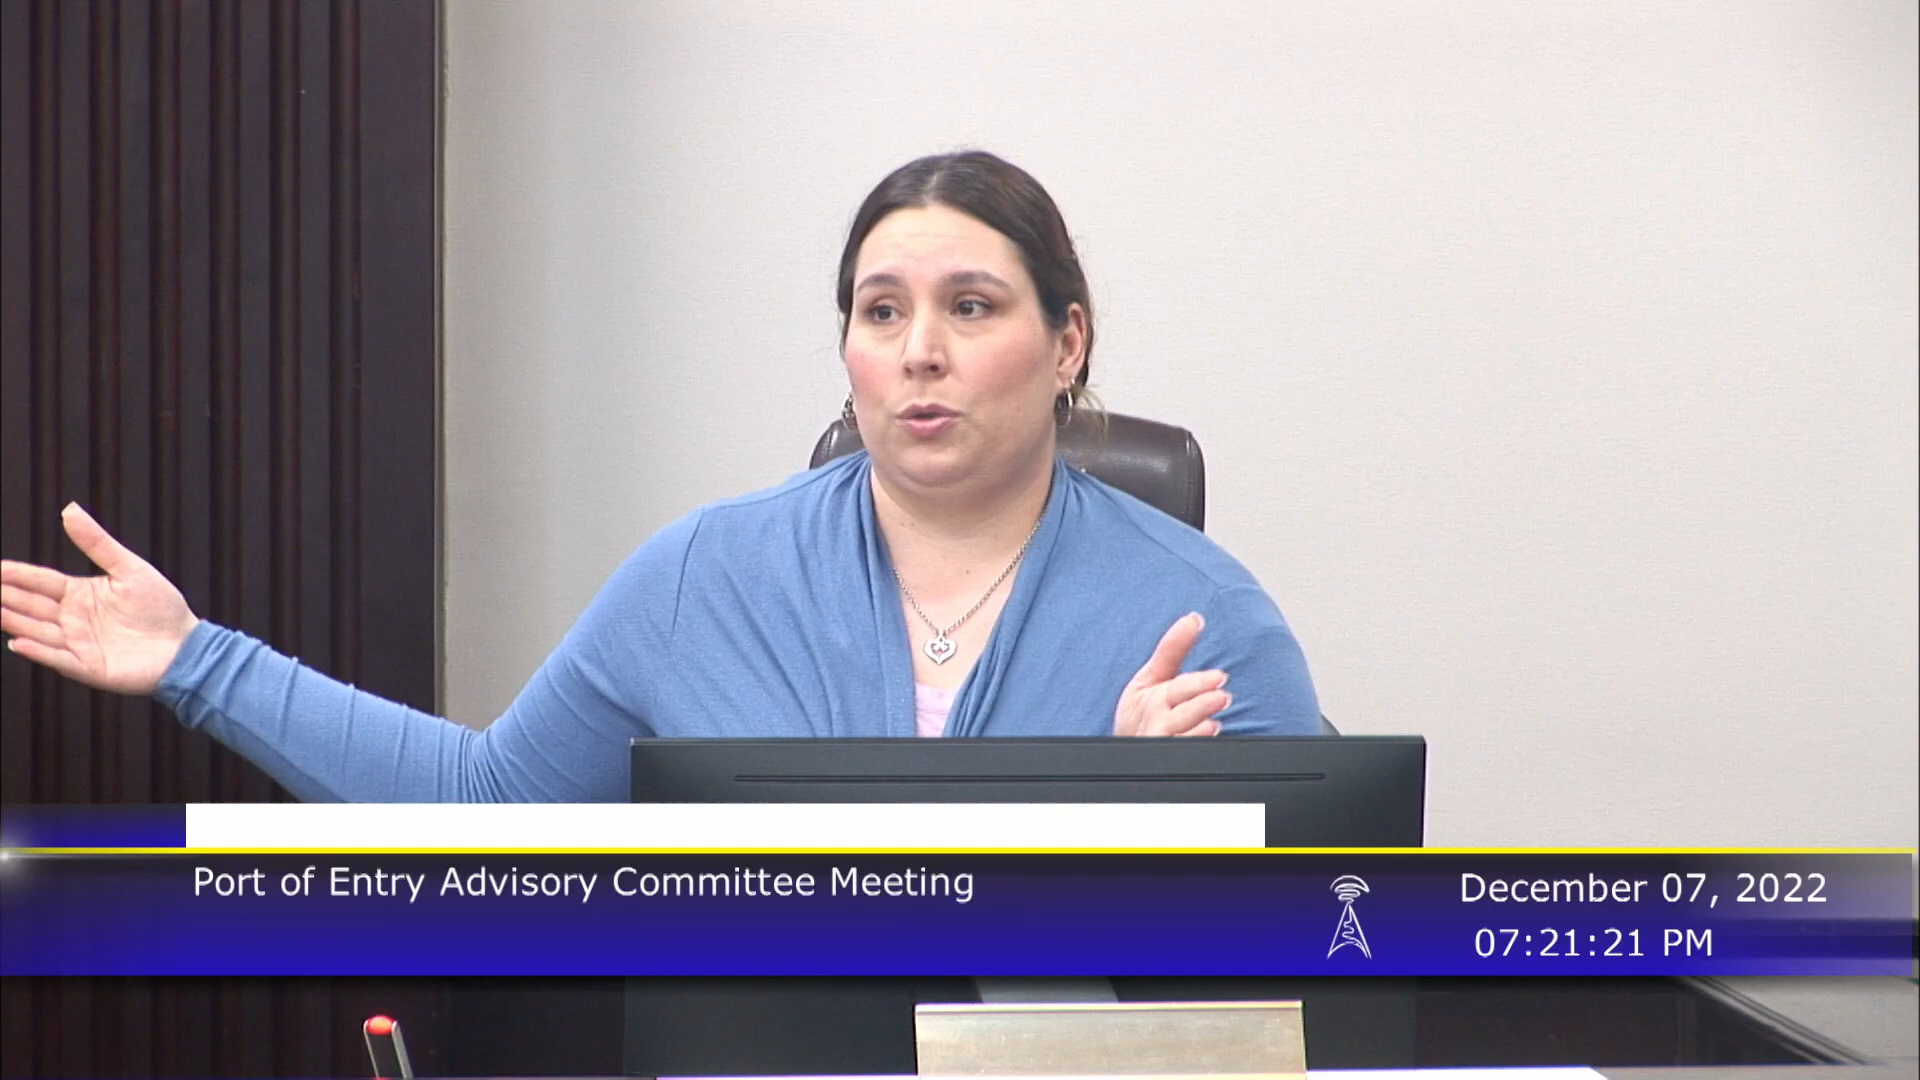 Port of Entry Advisory Committee Meeting
December 07, 2022
07:21:21 PM